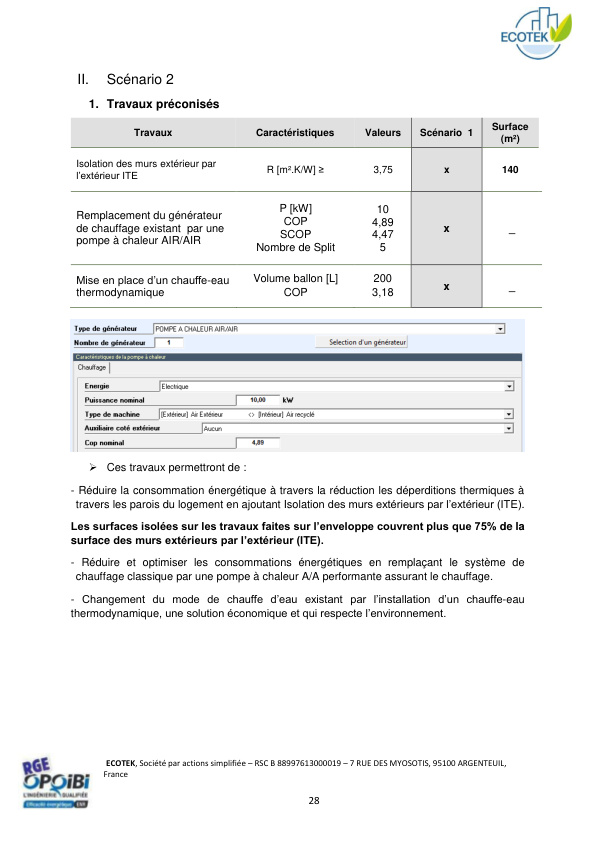 ECOTEK
II. Scénario 2
1. Travaux préconisés
Travaux Caractéristiques Valeurs Scénario 1 Surface (m²)
Isolation des murs extérieur par l'extérieur ITE R [m².K/W] ≥ 3,75 x 140
Remplacement du générateur de chauffage existant par une pompe à chaleur AIR/AIR
P [kW] 10
COP 4,89
SCOP 4,47
Nombre de Split 5
x _
Mise en place d'un chauffe-eau thermodynamique
Volume ballon [L] 200
COP 3,18
x _
Type de générateur POMPE A CHALEUR AIR/AIR
Nombre de générateur 1 Selection d'un générateur
Caractéristiques de la pompe à chaleur
Chauffage
Energie Electrique
Puissance nominal 10,00 kW
Type de machine [Extérieur] Air Extérieur <> [Intérieur] Air recyclé
Auxiliaire coté extérieur Aucun
Cop nominal 4,89
➢ Ces travaux permettront de :
- Réduire la consommation énergétique à travers la réduction les déperditions thermiques à
travers les parois du logement en ajoutant Isolation des murs extérieurs par l'extérieur (ITE).
Les surfaces isolées sur les travaux faites sur l'enveloppe couvrent plus que 75% de la
surface des murs extérieurs par l'extérieur (ITE).
- Réduire et optimiser les consommations énergétiques en remplaçant le système de
chauffage classique par une pompe à chaleur A/A performante assurant le chauffage.
- Changement du mode de chauffe d'eau existant par l'installation d'un chauffe-eau
thermodynamique, une solution économique et qui respecte l'environnement.
RGE
OPQIBI
L'INGÉNIERIE QUALIFIÉE
Efficacité énergétique ENR
ECOTEK, Société par actions simplifiée – RSC B 88997613000019 – 7 RUE DES MYOSOTIS, 95100 ARGENTEUIL,
France
28